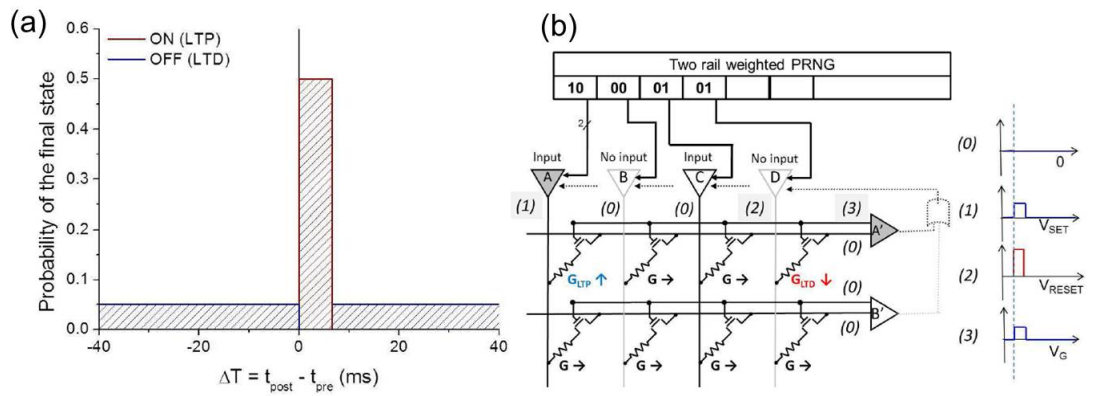 (a)
ON (LTP)
OFF (LTD)
Probability of the final state
0.6
0.5
0.4
0.3
0.2
0.1
0.0
-40 -20 0 20 40
ΔT = tpost - tpre (ms)
(b)
Two rail weighted PRNG
10 00 01 01
2
Input No input Input No input
A B C D
(1) (0) (0) (2) (3)
A'
(0)
GLTP ↑ G → G → GLTD ↓
(0)
B'
(0)
G → G → G → G →
(0)
0
(1)
VSET
(2)
VRESET
(3)
VG